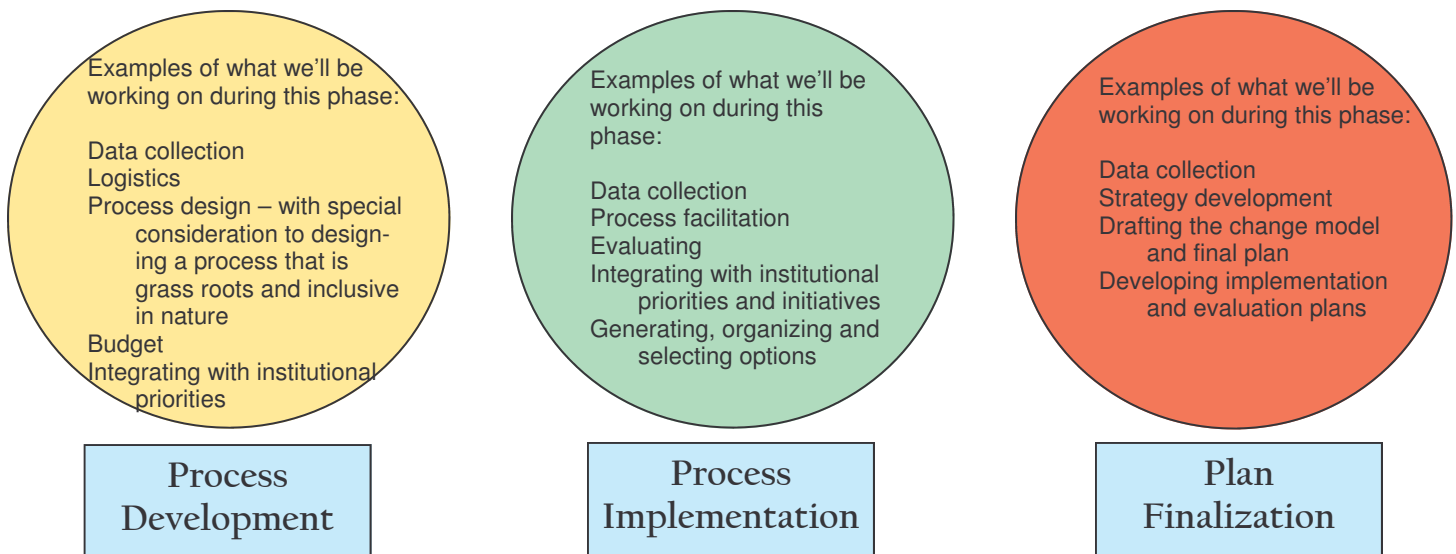 Examples of what we'll be
working on during this phase:
Data collection
Logistics
Process design – with special
consideration to design-
ing a process that is
grass roots and inclusive
in nature
Budget
Integrating with institutional
priorities
Process
Development
Examples of what we'll be
working on during this
phase:
Data collection
Process facilitation
Evaluating
Integrating with institutional
priorities and initiatives
Generating, organizing and
selecting options
Process
Implementation
Examples of what we'll be
working on during this phase:
Data collection
Strategy development
Drafting the change model
and final plan
Developing implementation
and evaluation plans
Plan
Finalization